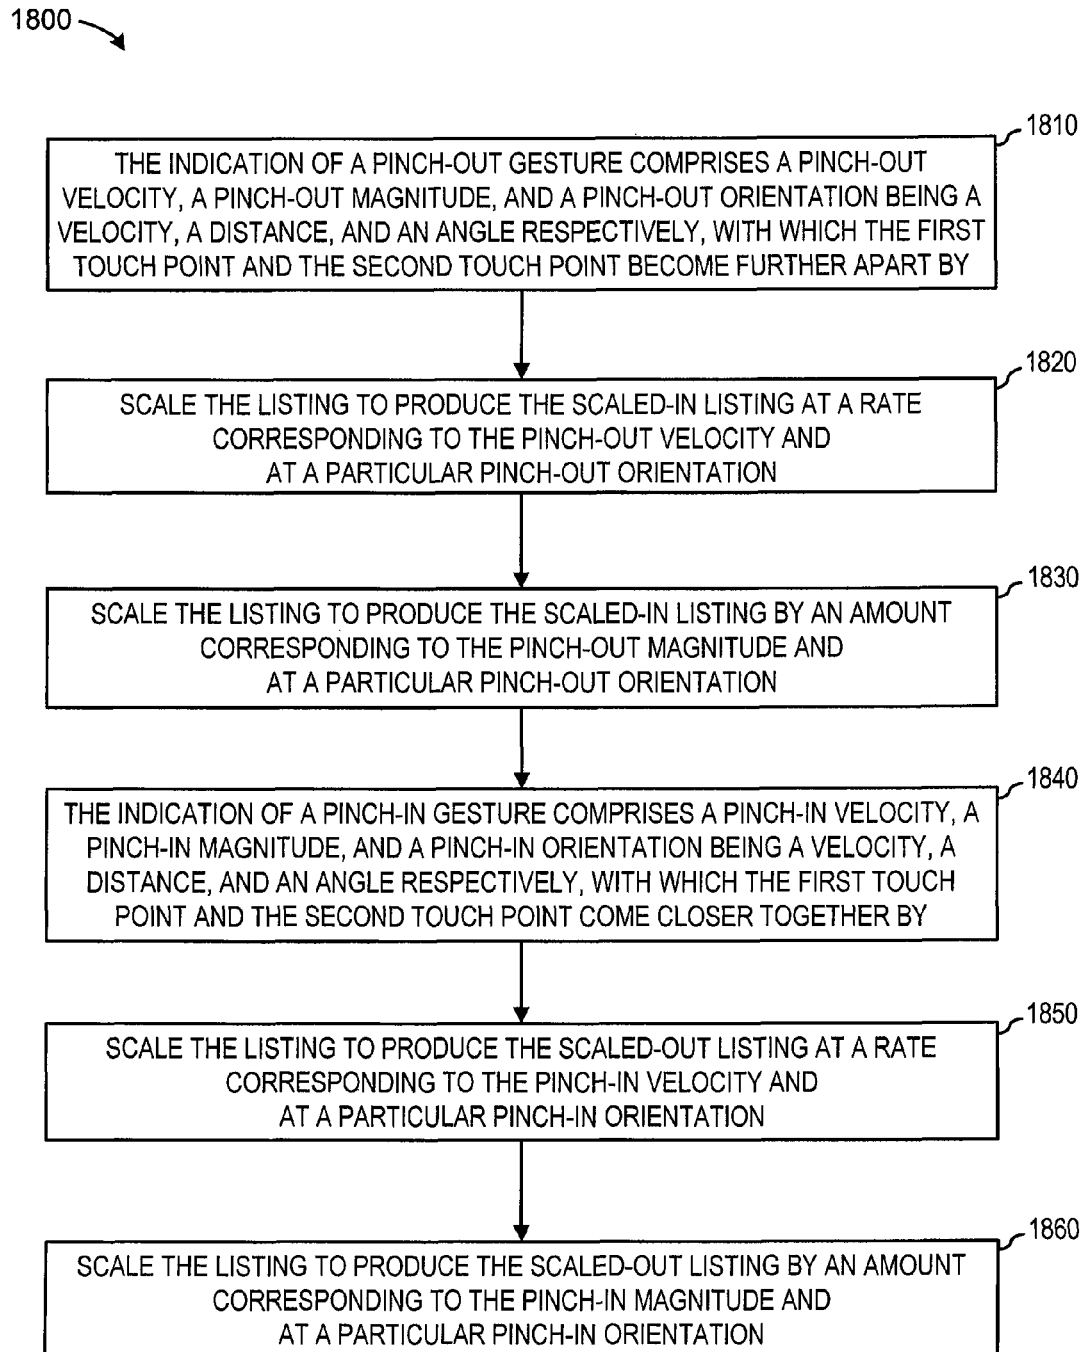 1800
1810
THE INDICATION OF A PINCH-OUT GESTURE COMPRISES A PINCH-OUT
VELOCITY, A PINCH-OUT MAGNITUDE, AND A PINCH-OUT ORIENTATION BEING A
VELOCITY, A DISTANCE, AND AN ANGLE RESPECTIVELY, WITH WHICH THE FIRST
TOUCH POINT AND THE SECOND TOUCH POINT BECOME FURTHER APART BY
1820
SCALE THE LISTING TO PRODUCE THE SCALED-IN LISTING AT A RATE
CORRESPONDING TO THE PINCH-OUT VELOCITY AND
AT A PARTICULAR PINCH-OUT ORIENTATION
1830
SCALE THE LISTING TO PRODUCE THE SCALED-IN LISTING BY AN AMOUNT
CORRESPONDING TO THE PINCH-OUT MAGNITUDE AND
AT A PARTICULAR PINCH-OUT ORIENTATION
1840
THE INDICATION OF A PINCH-IN GESTURE COMPRISES A PINCH-IN VELOCITY, A
PINCH-IN MAGNITUDE, AND A PINCH-IN ORIENTATION BEING A VELOCITY, A
DISTANCE, AND AN ANGLE RESPECTIVELY, WITH WHICH THE FIRST TOUCH
POINT AND THE SECOND TOUCH POINT COME CLOSER TOGETHER BY
1850
SCALE THE LISTING TO PRODUCE THE SCALED-OUT LISTING AT A RATE
CORRESPONDING TO THE PINCH-IN VELOCITY AND
AT A PARTICULAR PINCH-IN ORIENTATION
1860
SCALE THE LISTING TO PRODUCE THE SCALED-OUT LISTING BY AN AMOUNT
CORRESPONDING TO THE PINCH-IN MAGNITUDE AND
AT A PARTICULAR PINCH-IN ORIENTATION